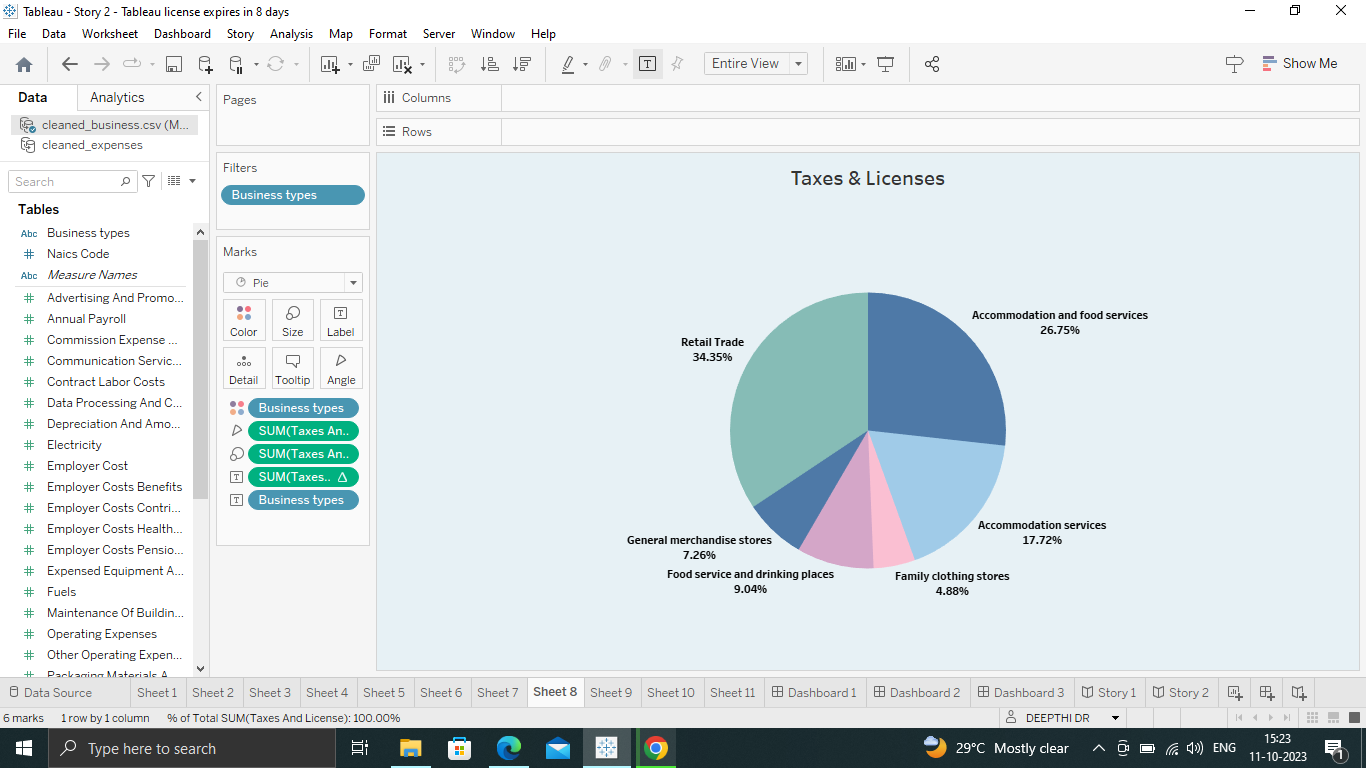 Tableau - Story 2 - Tableau license expires in 8 days
File Data Worksheet Dashboard Story Analysis Map Format Server Window Help
Entire View
Show Me
Data Analytics
cleaned_business.csv (M...
cleaned_expenses
Search
Tables
Abc Business types
# Naics Code
Abc Measure Names
# Advertising And Promo...
# Annual Payroll
# Commission Expense ...
# Communication Servic...
# Contract Labor Costs
# Data Processing And C...
# Depreciation And Amo...
# Electricity
# Employer Cost
# Employer Costs Benefits
# Employer Costs Contri...
# Employer Costs Health...
# Employer Costs Pensio...
# Expensed Equipment A...
# Fuels
# Maintenance Of Buildin...
# Operating Expenses
# Other Operating Expen...
Packaging Materials A
Pages
Filters
Business types
Marks
Pie
Color Size Label
Detail Tooltip Angle
Business types
SUM(Taxes An..
SUM(Taxes An..
SUM(Taxes.. △
Business types
Columns
Rows
Taxes & Licenses
Accommodation and food services
26.75%
Retail Trade
34.35%
Accommodation services
17.72%
General merchandise stores
7.26%
Food service and drinking places
9.04%
Family clothing stores
4.88%
Data Source Sheet 1 Sheet 2 Sheet 3 Sheet 4 Sheet 5 Sheet 6 Sheet 7 Sheet 8 Sheet 9 Sheet 10 Sheet 11 Dashboard 1 Dashboard 2 Dashboard 3 Story 1 Story 2
6 marks 1 row by 1 column % of Total SUM(Taxes And License): 100.00%
DEEPTHI DR
Type here to search
29°C Mostly clear
ENG
15:23
11-10-2023
1